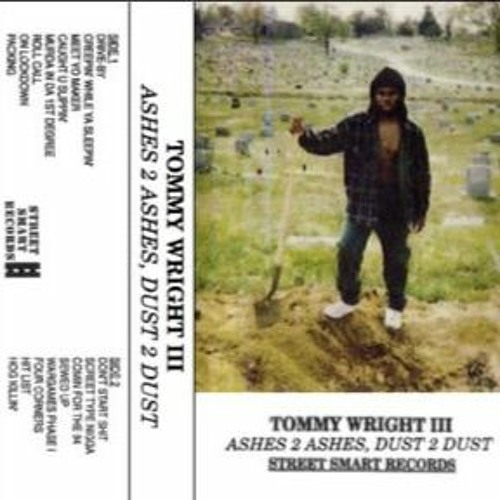 SIDE 1
DRIVE-BY
CREEPIN' WHILE YA SLEEPIN'
MEET YO MAKER
CAUGHT U SLIPPIN'
MURDA IN DA 1ST DEGREE
ROLL CALL
ON LOCKDOWN
PACKING
STREET
SMART
RECORDS
SIDE 2
DON'T START SHIT
SCREET TYPE NIGGA
COMIN FOR THE 94
SEWED UP
WARGAMES PHASE I
FOUR CORNERS
HIT LIST
HOG KILLIN'
TOMMY WRIGHT III
ASHES 2 ASHES, DUST 2 DUST
TOMMY WRIGHT III
ASHES 2 ASHES, DUST 2 DUST
STREET SMART RECORDS